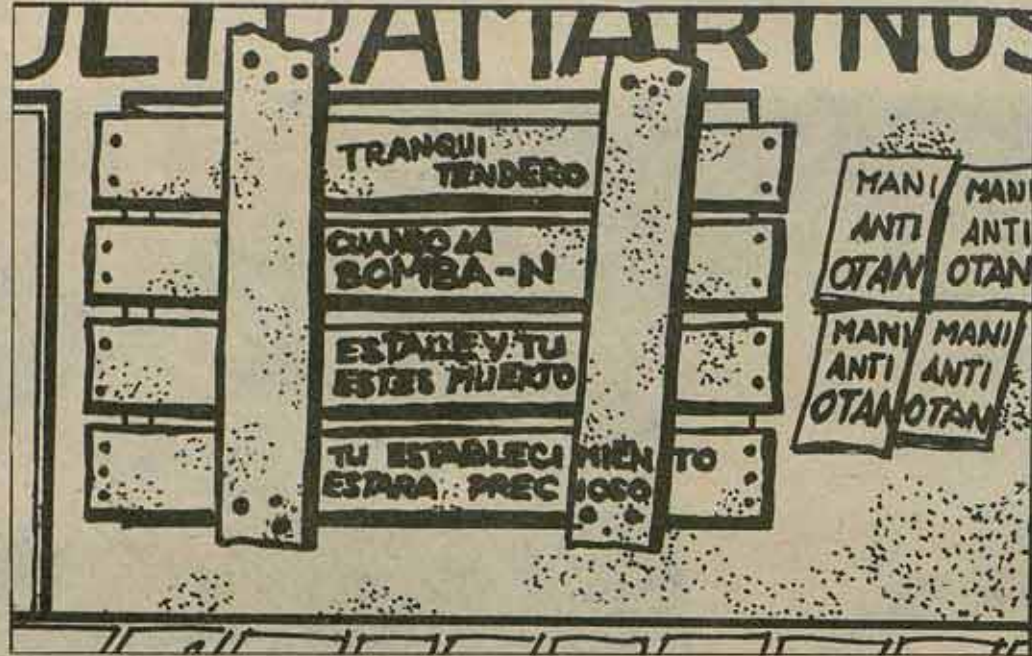 ULTRAMARINOS
TRANQUI
TENDERO
CUANDO LA
BOMBA-N
ESTALLE Y TU
ESTES MUERTO
TU ESTABLECIMIENTO
ESTARA PRECIOSO
MANI
ANTI
OTAN
MANI
ANTI
OTAN
MANI
ANTI
OTAN
MANI
ANTI
OTAN